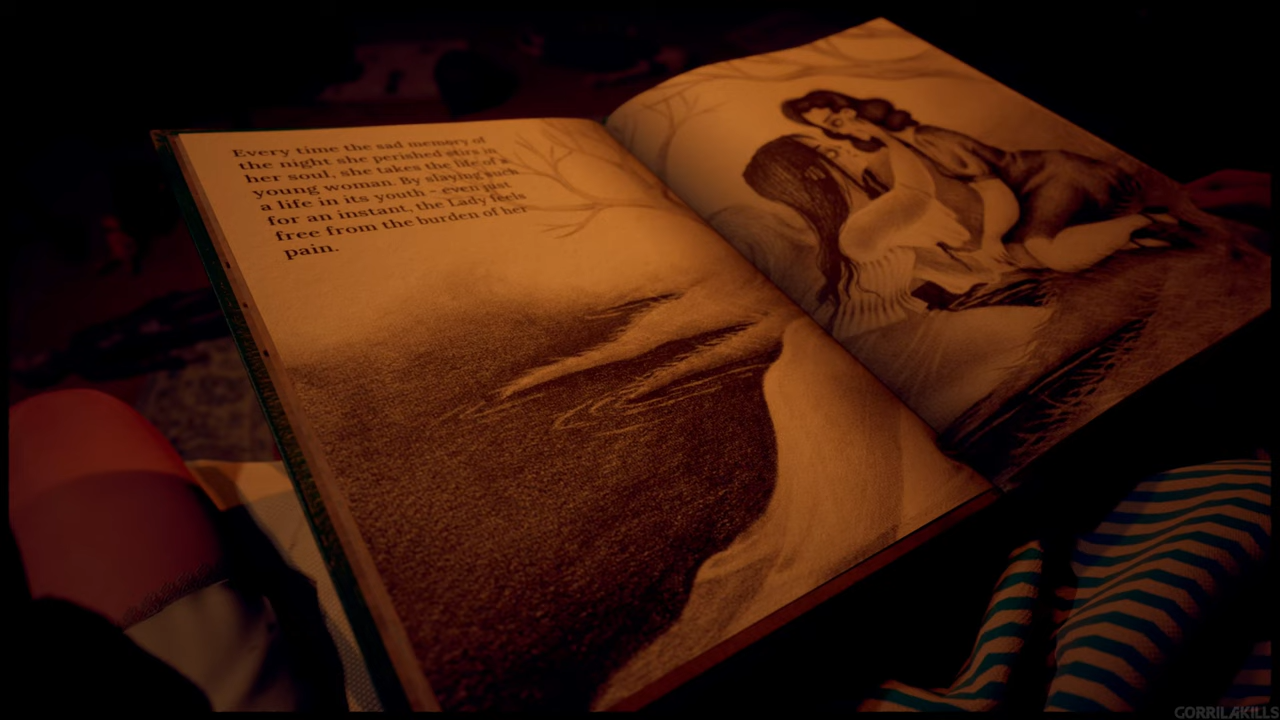 Every time the sad memory of
the night she perished stirs in
her soul, she takes the life of a
young woman. By slaying such
a life in its youth – even just
for an instant, the Lady feels
free from the burden of her
pain.
GORRILAKILLS